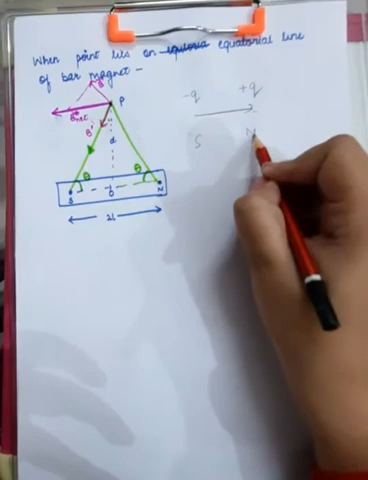 When point lies on equatorial line
of bar magnet -
B
P
Bnet
B
d
-q +q
S N
θ θ
S O N
2l